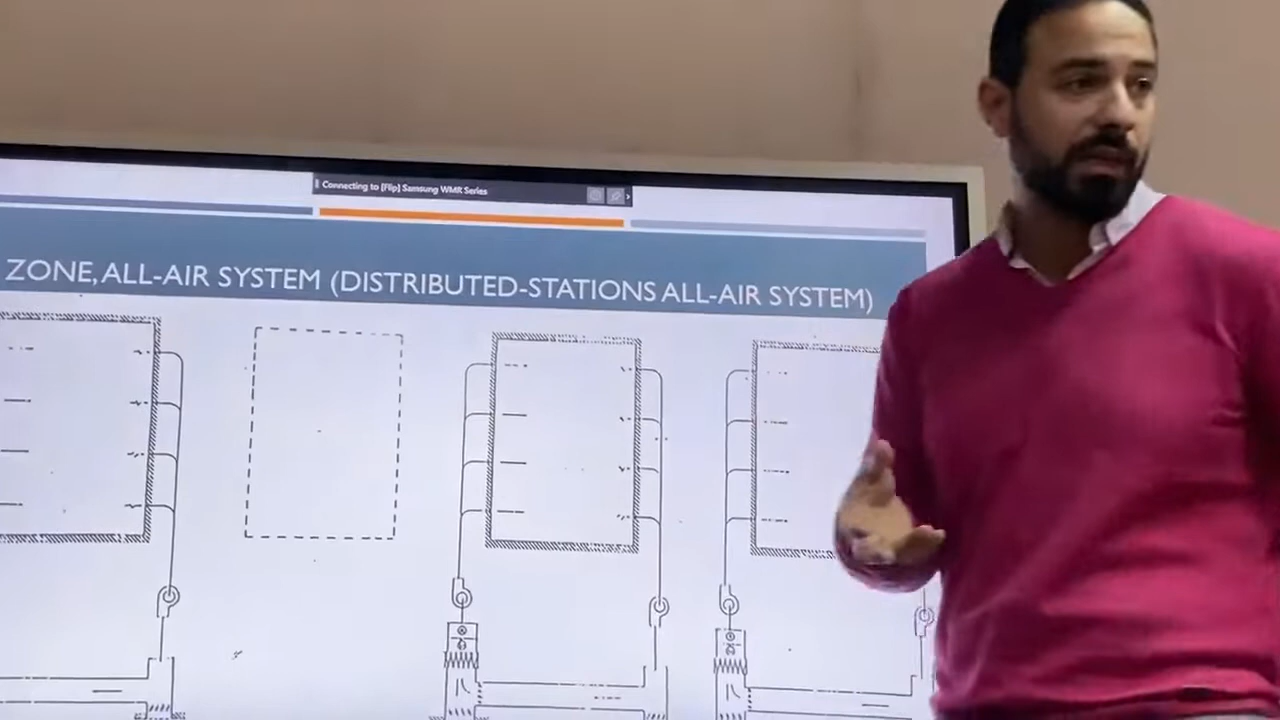 Connecting to [Flip] Samsung WMR Series
ZONE, ALL-AIR SYSTEM (DISTRIBUTED-STATIONS ALL-AIR SYSTEM)